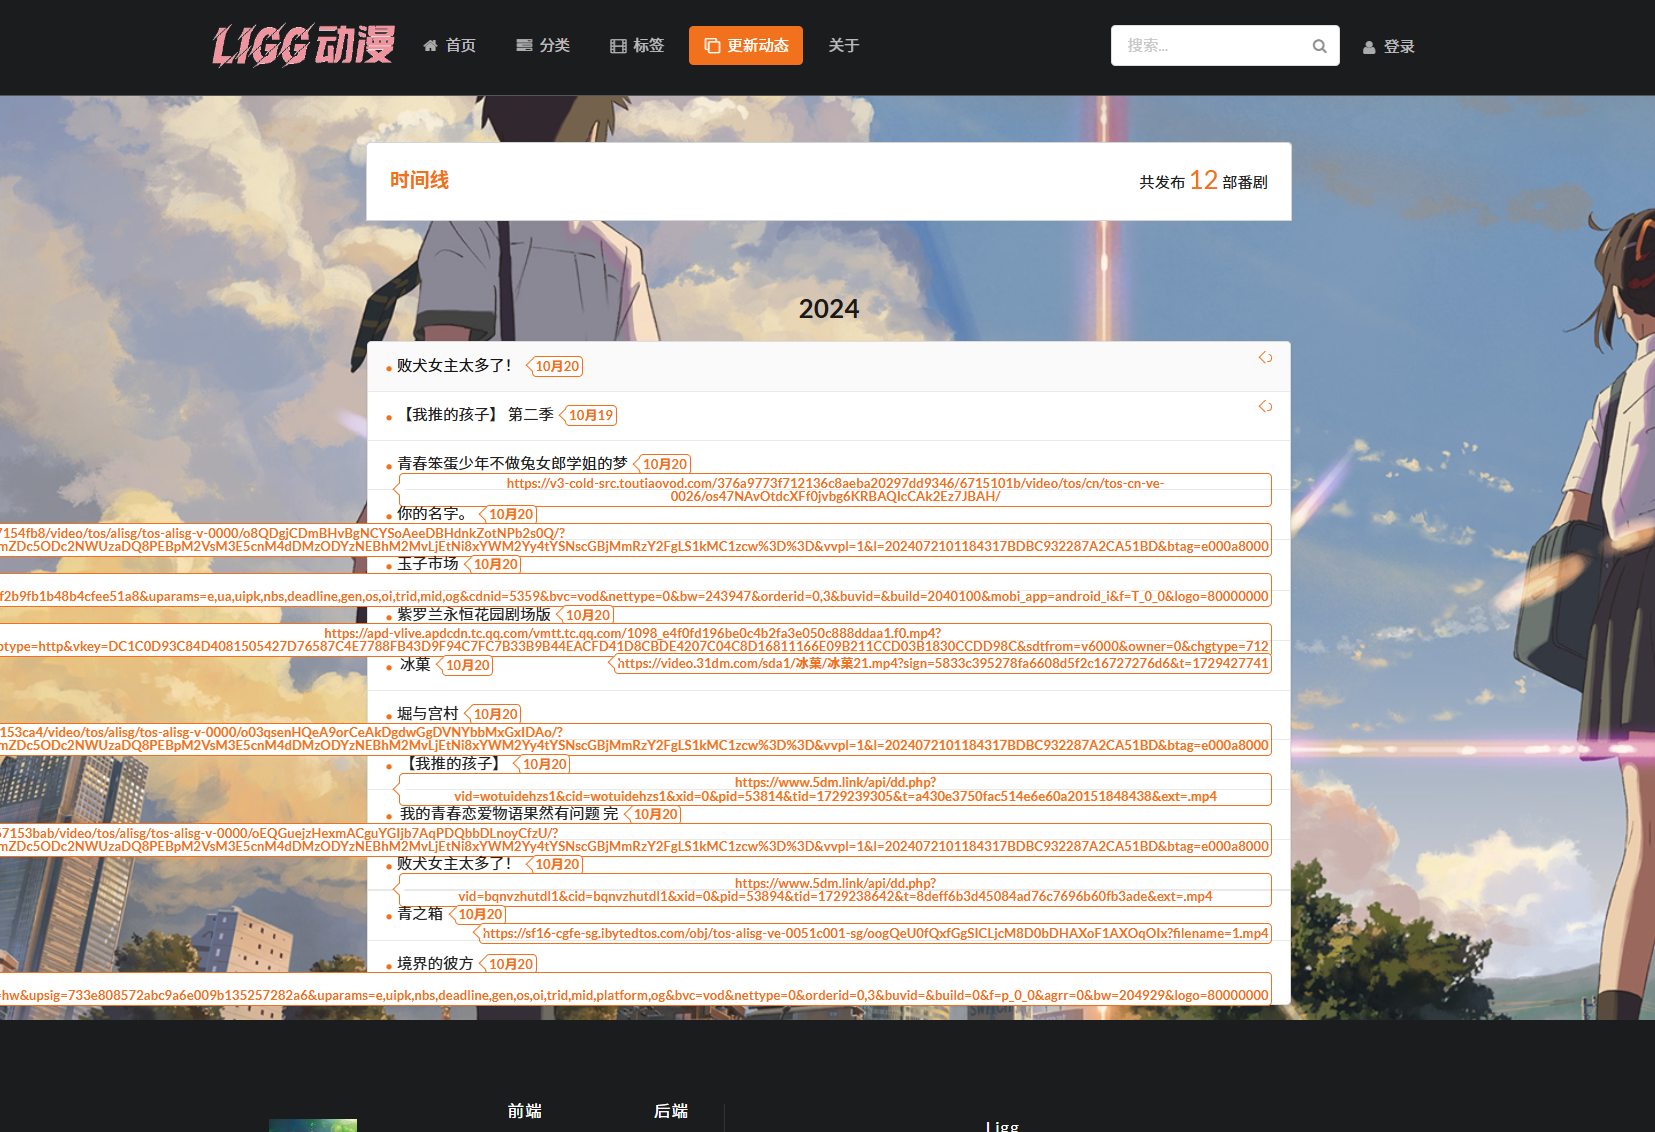 LIGG动漫
首页
分类
标签
更新动态
关于
搜索...
登录
时间线
共发布 12 部番剧
2024
败犬女主太多了！ 10月20
【我推的孩子】 第二季 10月19
青春笨蛋少年不做兔女郎学姐的梦 10月20
https://v3-cold-src.toutiaovod.com/376a9773f712136c8aeba20297dd9346/6715101b/video/tos/cn/tos-cn-ve-
0026/os47NAvOtdcXFf0jvbg6KRBAQIcCAk2Ez7JBAH/
你的名字。 10月20
7154fb8/video/tos/alisg/tos-alisg-v-0000/o8QDgjCDmBHvBgNCYSoAeeDBHdnkZotNPb2s0Q/?
mZDc5ODc2NWUzaDQ8PEBpM2VsM3E5cnM4dDMzODYzNEBhM2MvLjEtNi8xYWM2Yy4tYSNscGBjMmRzY2FgLS1kMC1zcw%3D%3D&vvpl=1&l=2024072101184317BDBC932287A2CA51BD&btag=e000a8000
玉子市场 10月20
f2b9fb1b48b4cfee51a8&uparams=e,ua,uipk,nbs,deadline,gen,os,oi,trid,mid,og&cdnid=5359&bvc=vod&nettype=0&bw=243947&orderid=0,3&buvid=&build=2040100&mobi_app=android_i&f=T_0_0&logo=80000000
紫罗兰永恒花园剧场版 10月20
https://apd-vlive.apdcdn.tc.qq.com/vmtt.tc.qq.com/1098_e4f0fd196be0c4b2fa3e050c888ddaa1.f0.mp4?
ptype=http&vkey=DC1C0D93C84D4081505427D76587C4E7788FB43D9F94C7FC7B33B9B44EACFD41D8CBDE4207C04C8D16811166E09B211CCD03B1830CCDD98C&sdtfrom=v6000&owner=0&chgtype=712
冰菓 10月20
https://video.31dm.com/sda1/冰菓/冰菓21.mp4?sign=5833c395278fa6608d5f2c16727276d6&t=1729427741
堀与宫村 10月20
7153ca4/video/tos/alisg/tos-alisg-v-0000/o03qsenHQeA9orCeAkDgdwGgDVNYbbMxGxIDAo/?
mZDc5ODc2NWUzaDQ8PEBpM2VsM3E5cnM4dDMzODYzNEBhM2MvLjEtNi8xYWM2Yy4tYSNscGBjMmRzY2FgLS1kMC1zcw%3D%3D&vvpl=1&l=2024072101184317BDBC932287A2CA51BD&btag=e000a8000
【我推的孩子】 10月20
https://www.5dm.link/api/dd.php?
vid=wotuidehzs1&cid=wotuidehzs1&xid=0&pid=53814&tid=1729239305&t=a430e3750fac514e6e60a20151848438&ext=.mp4
我的青春恋爱物语果然有问题 完 10月20
67153bab/video/tos/alisg/tos-alisg-v-0000/oEQGuejzHexmACguYGIjb7AqPDQbbDLnoyCfzU/?
mZDc5ODc2NWUzaDQ8PEBpM2VsM3E5cnM4dDMzODYzNEBhM2MvLjEtNi8xYWM2Yy4tYSNscGBjMmRzY2FgLS1kMC1zcw%3D%3D&vvpl=1&l=2024072101184317BDBC932287A2CA51BD&btag=e000a8000
败犬女主太多了！ 10月20
https://www.5dm.link/api/dd.php?
vid=bqnvzhutdl1&cid=bqnvzhutdl1&xid=0&pid=53894&tid=1729238642&t=8deff6b3d45084ad76c7696b60fb3ade&ext=.mp4
青之箱 10月20
https://sf16-cgfe-sg.ibytedtos.com/obj/tos-alisg-ve-0051c001-sg/oogQeU0fQxfGgSICLjcM8D0bDHAXoF1AXOqOIx?filename=1.mp4
境界的彼方 10月20
=hw&upsig=733e808572abc9a6e009b135257282a6&uparams=e,uipk,nbs,deadline,gen,os,oi,trid,mid,platform,og&bvc=vod&nettype=0&orderid=0,3&buvid=&build=0&f=p_0_0&agrr=0&bw=204929&logo=80000000
前端
后端
Ligg